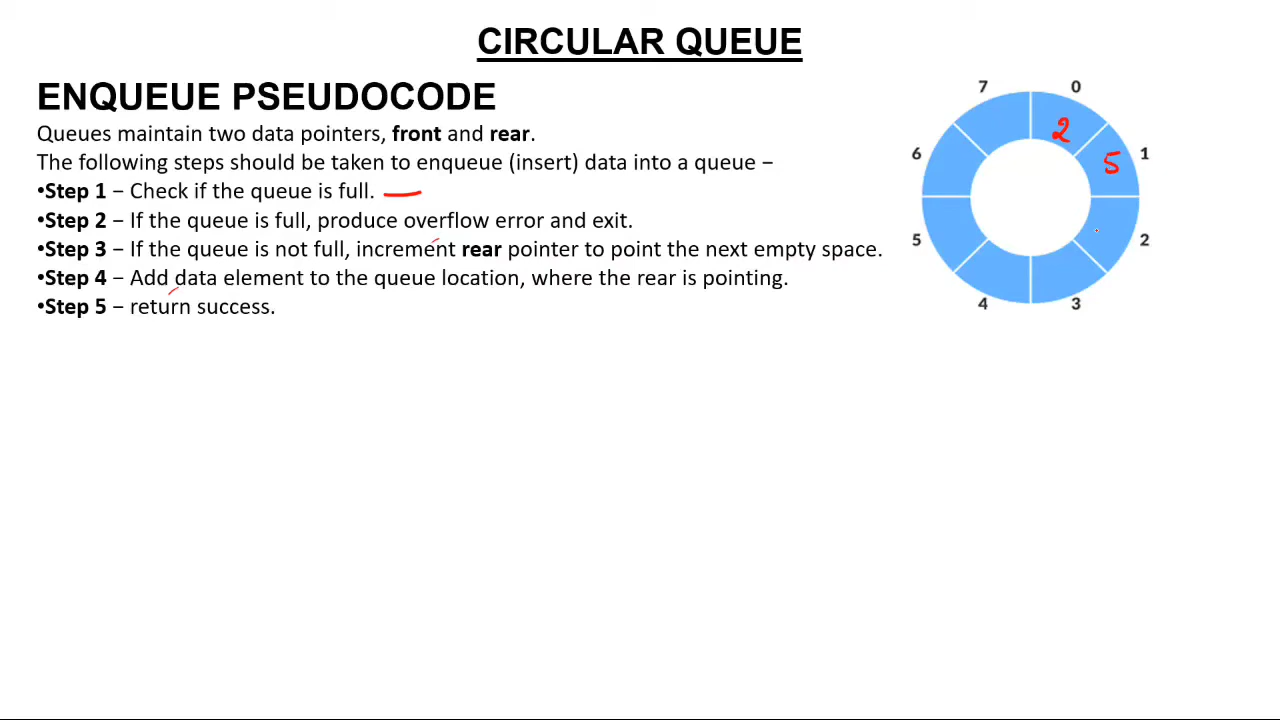 CIRCULAR QUEUE
ENQUEUE PSEUDOCODE
Queues maintain two data pointers, front and rear.
The following steps should be taken to enqueue (insert) data into a queue −
•Step 1 − Check if the queue is full.
•Step 2 − If the queue is full, produce overflow error and exit.
•Step 3 − If the queue is not full, increment rear pointer to point the next empty space.
•Step 4 − Add data element to the queue location, where the rear is pointing.
•Step 5 − return success.
7 0
2
6 5 1
5 2
4 3